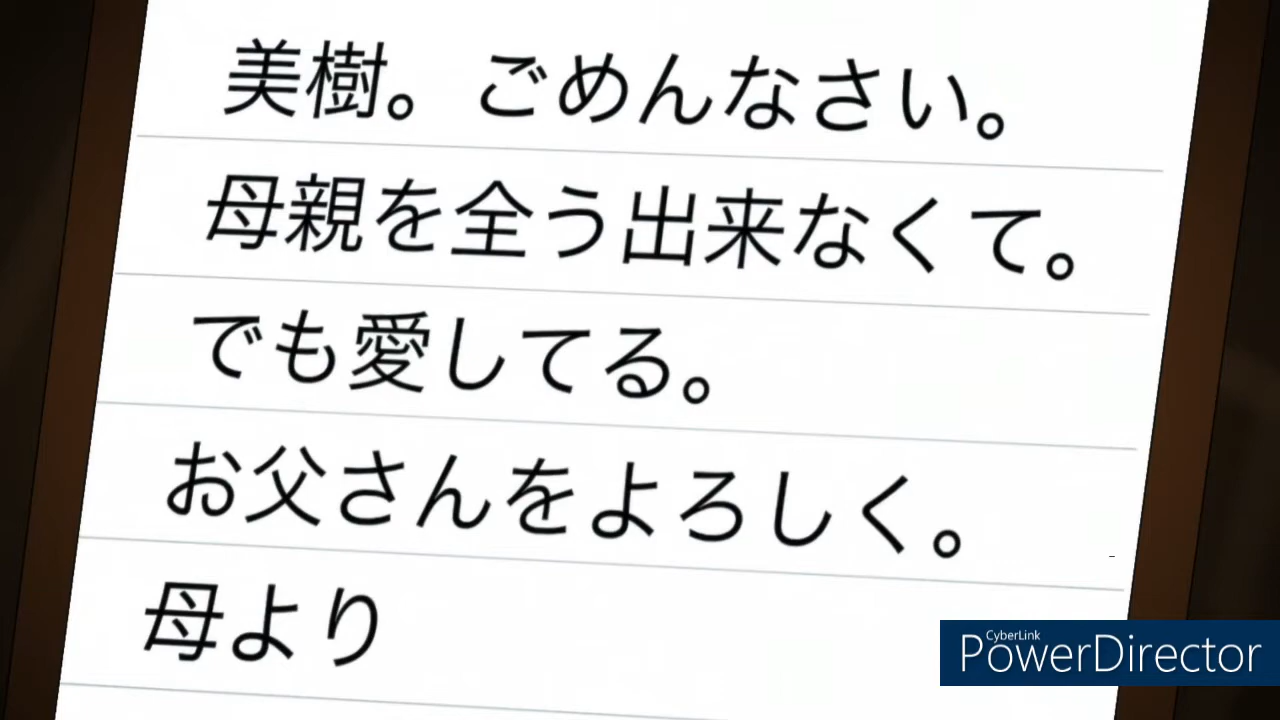 美樹。ごめんなさい。
母親を全う出来なくて。
でも愛してる。
お父さんをよろしく。
母より
CyberLink
PowerDirector